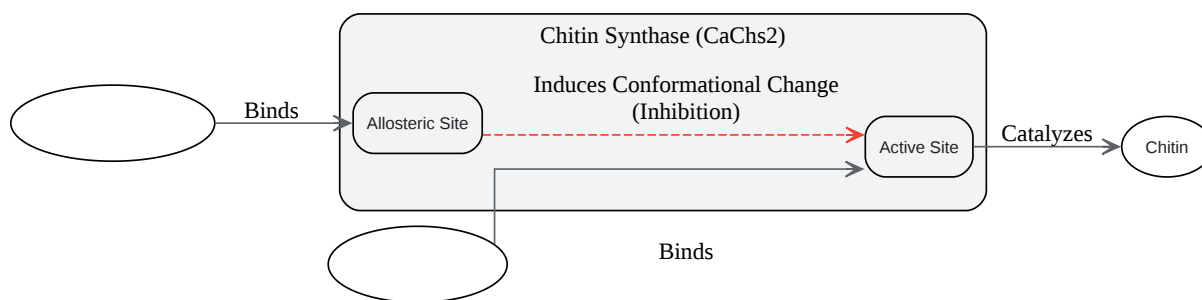 Chitin Synthase (CaChs2)
Induces Conformational Change
(Inhibition)
Binds
Allosteric Site
Active Site
Catalyzes
Chitin
Binds